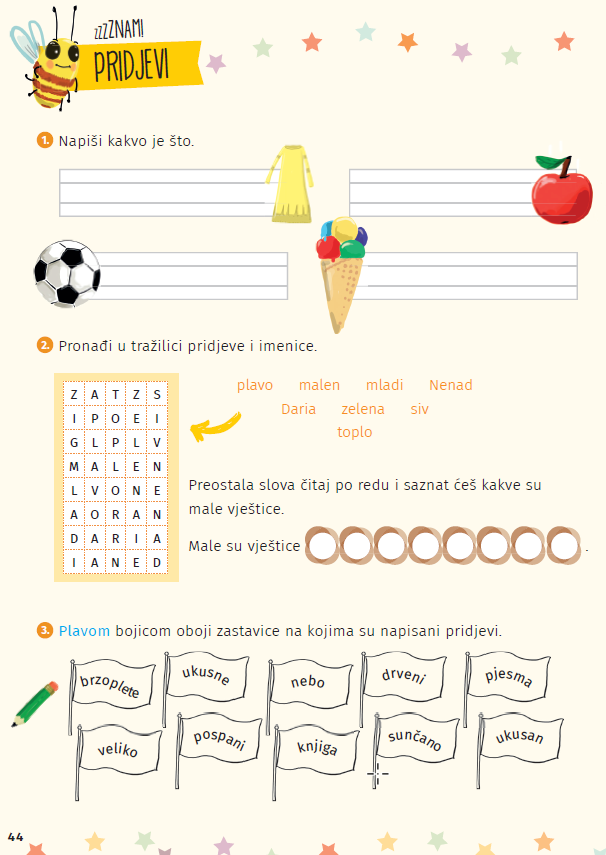 zzZZNAMI
PRIDJEVI
1. Napiši kakvo je što.
2. Pronađi u tražilici pridjeve i imenice.
Z A T Z S
I P O E I
G L P L V
M A L E N
L V O N E
A O R A N
D A R I A
I A N E D
plavo malen mladi Nenad
Daria zelena siv
toplo
Preostala slova čitaj po redu i saznat ćeš kakve su
male vještice.
Male su vještice .
3. Plavom bojicom oboji zastavice na kojima su napisani pridjevi.
brzoplete ukusne nebo drveni pjesma
veliko pospani knjiga sunčano ukusan
44